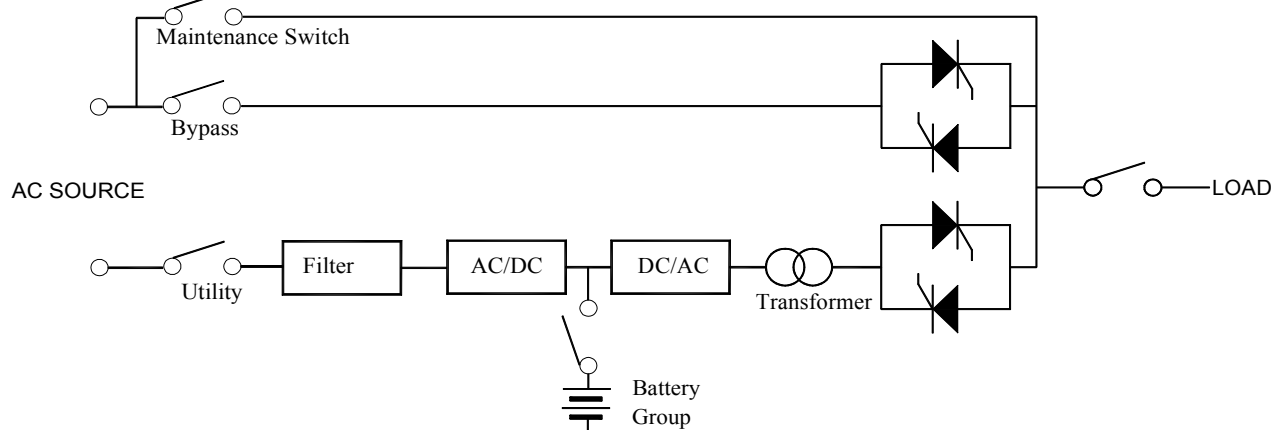 Maintenance Switch
Bypass
AC SOURCE
LOAD
Filter
AC/DC
DC/AC
Utility
Transformer
Battery
Group